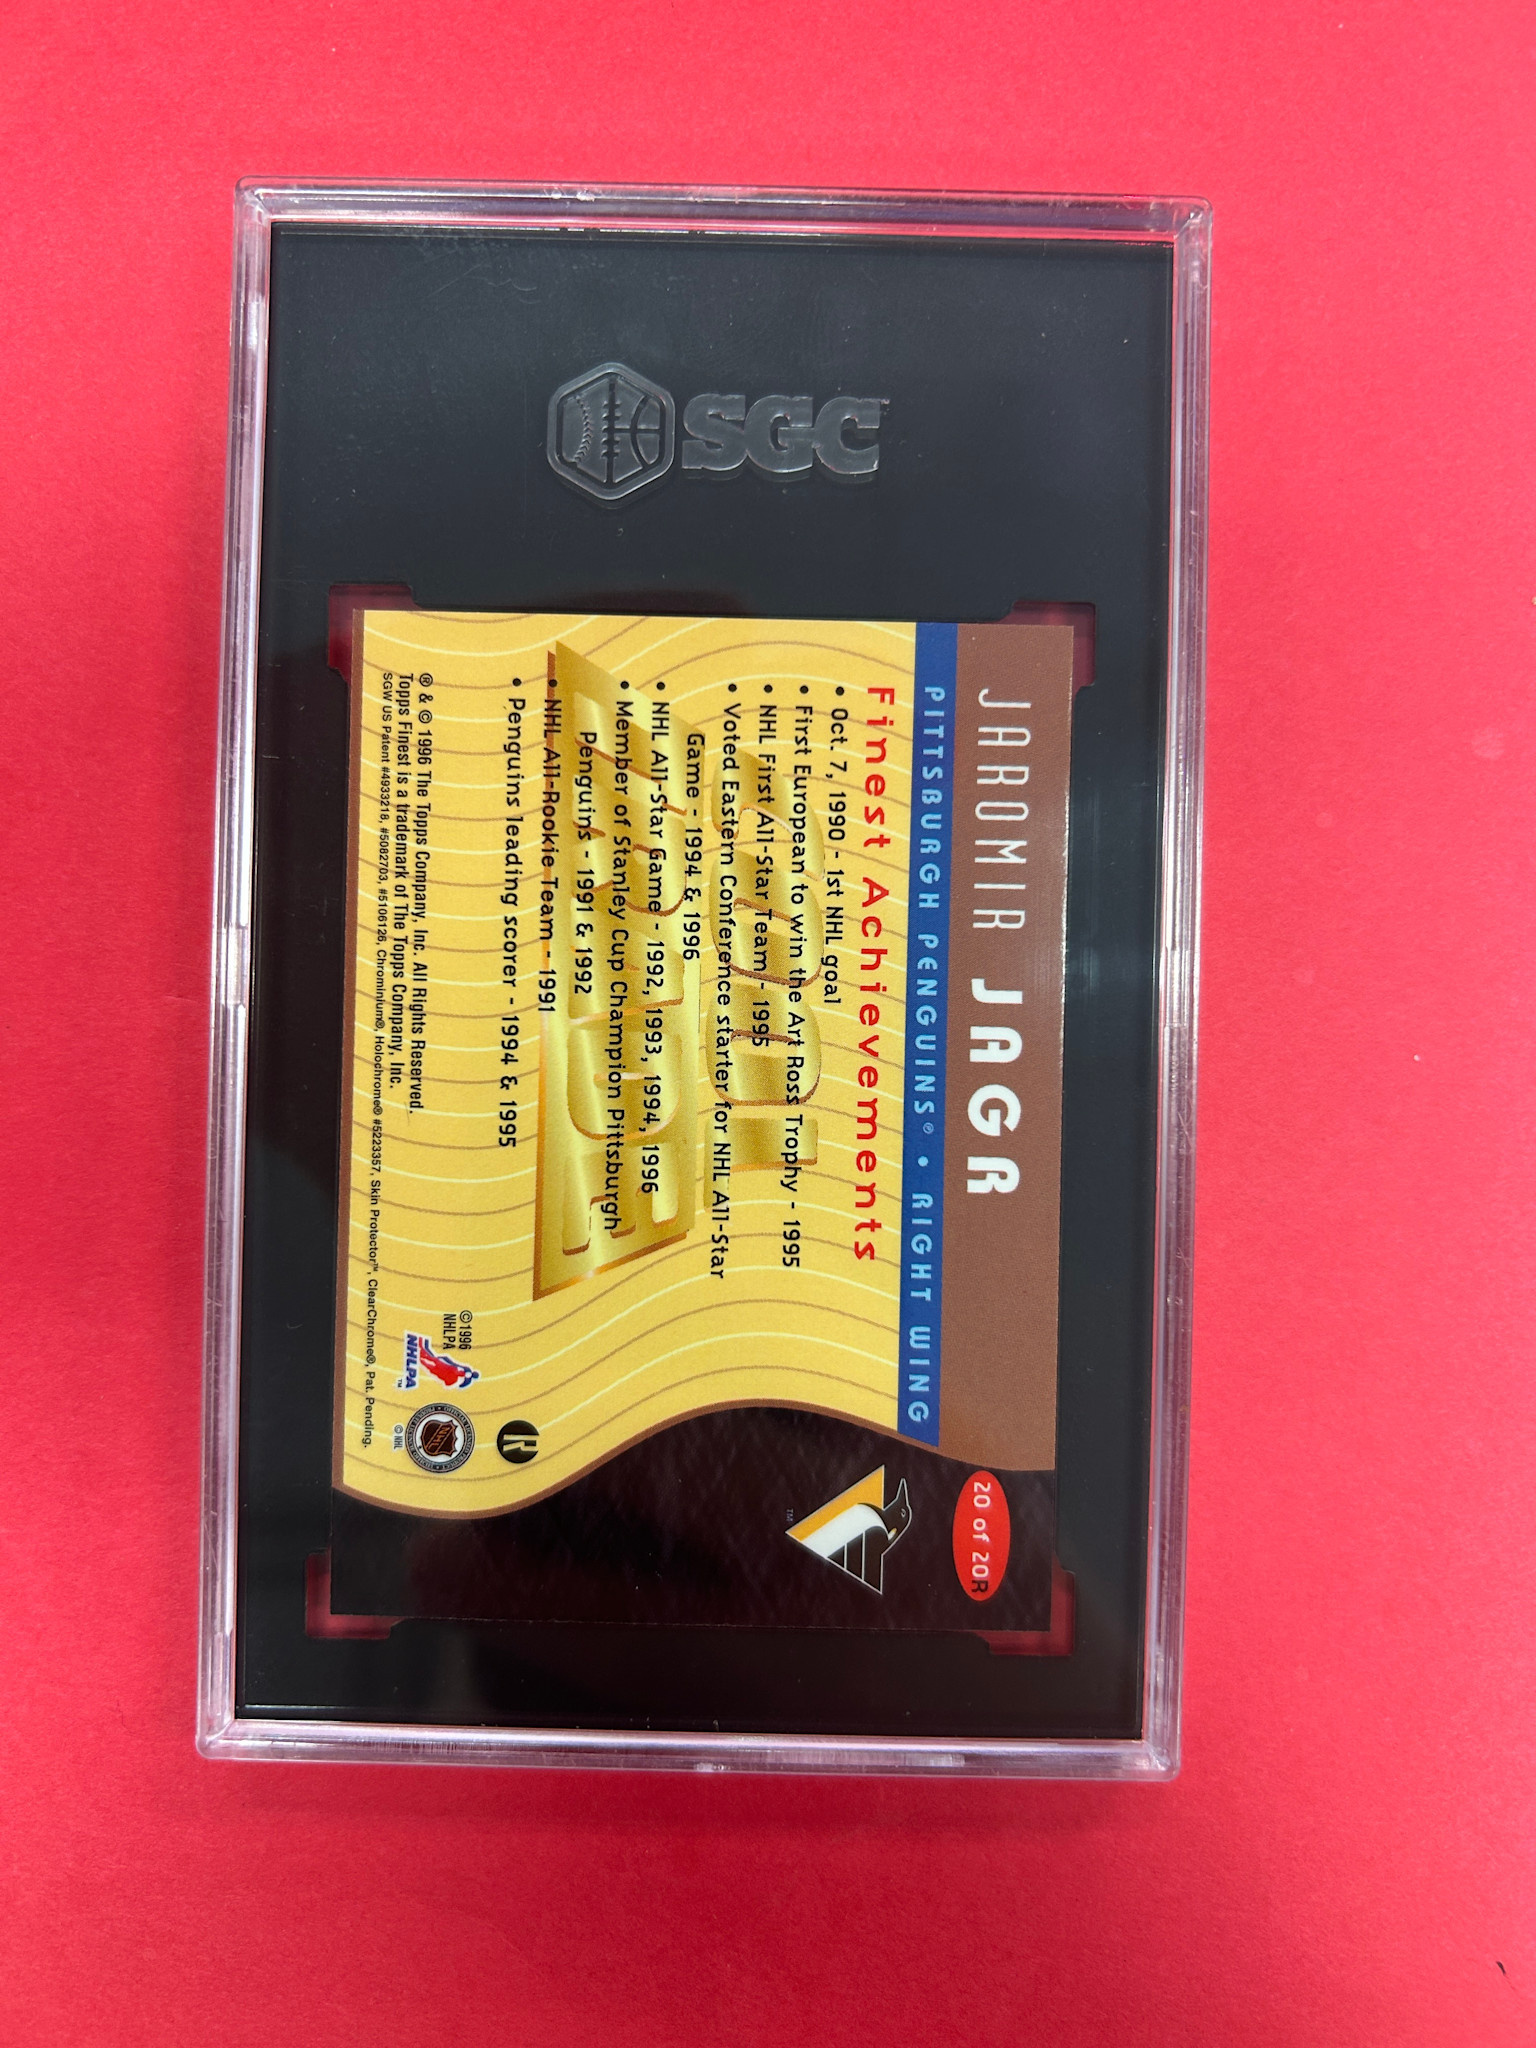 SGC
JAROMIR JAGR
20 of 20R
PITTSBURGH PENGUINS® • RIGHT WING
Finest Achievements
• Oct. 7, 1990 - 1st NHL goal
• First European to win the Art Ross Trophy - 1995
• NHL First All-Star Team - 1995
• Voted Eastern Conference starter for NHL All-Star
Game - 1994 & 1996
• NHL All-Star Game - 1992, 1993, 1994, 1996
• Member of Stanley Cup Champion Pittsburgh
Penguins - 1991 & 1992
• NHL All-Rookie Team - 1991
• Penguins leading scorer - 1994 & 1995
TM
R
©1996
NHLPA
NHLPA
TM
NHL
© NHL
® & © 1996 The Topps Company, Inc. All Rights Reserved.
Topps Finest is a trademark of The Topps Company, Inc.
SGW US Patent #4933218, #5082703, #5106126, Chrominium®, Holochrome® #5223357, Skin Protector™, ClearChrome®, Pat. Pending.